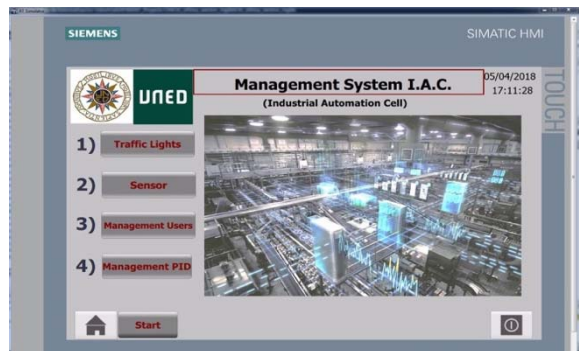 SIEMENS
SIMATIC HMI
TOUCH
UNED
Management System I.A.C.
(Industrial Automation Cell)
05/04/2018
17:11:28
1) Traffic Lights
2) Sensor
3) Management Users
4) Management PID
Start